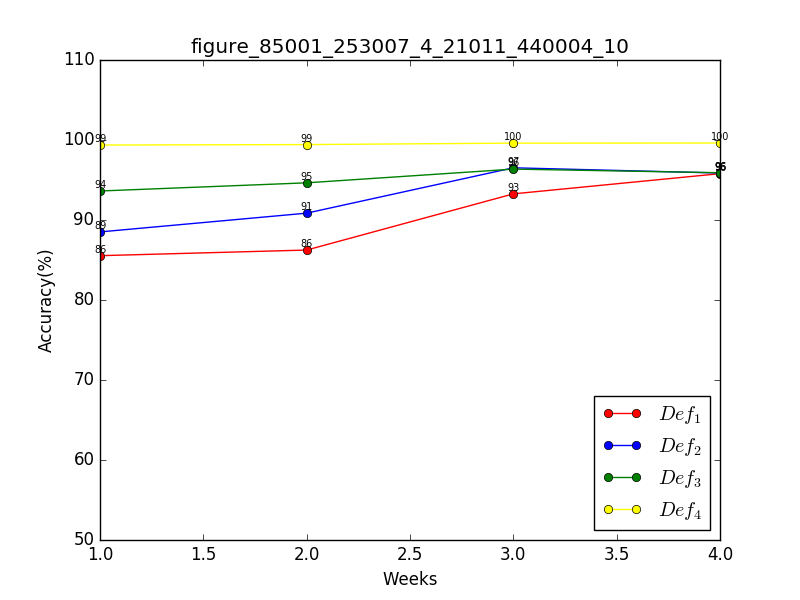 figure_85001_253007_4_21011_440004_10
110
100
90
80
70
60
50
Accuracy(%)
99 99 100 100
94 95
89 91 97
86 86 93 96
Def1
Def2
Def3
Def4
1.0 1.5 2.0 2.5 3.0 3.5 4.0
Weeks